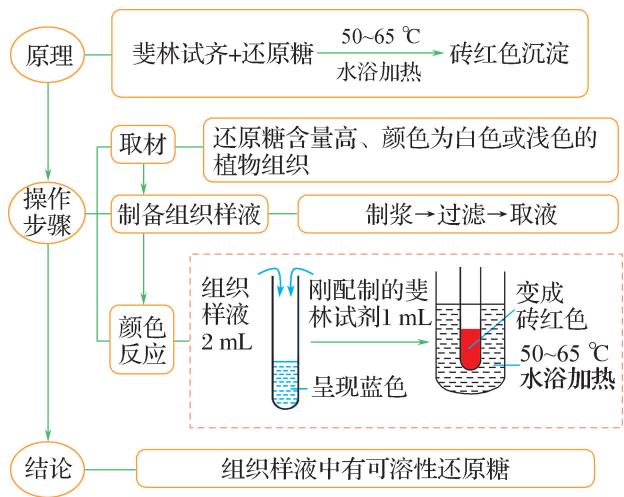 原理
斐林试齐+还原糖
50~65 ℃
水浴加热
砖红色沉淀
操作
步骤
取材
还原糖含量高、颜色为白色或浅色的
植物组织
制备组织样液
制浆→过滤→取液
颜色
反应
组织
样液
2 mL
呈现蓝色
刚配制的斐
林试剂1 mL
变成
砖红色
50~65 ℃
水浴加热
结论
组织样液中有可溶性还原糖